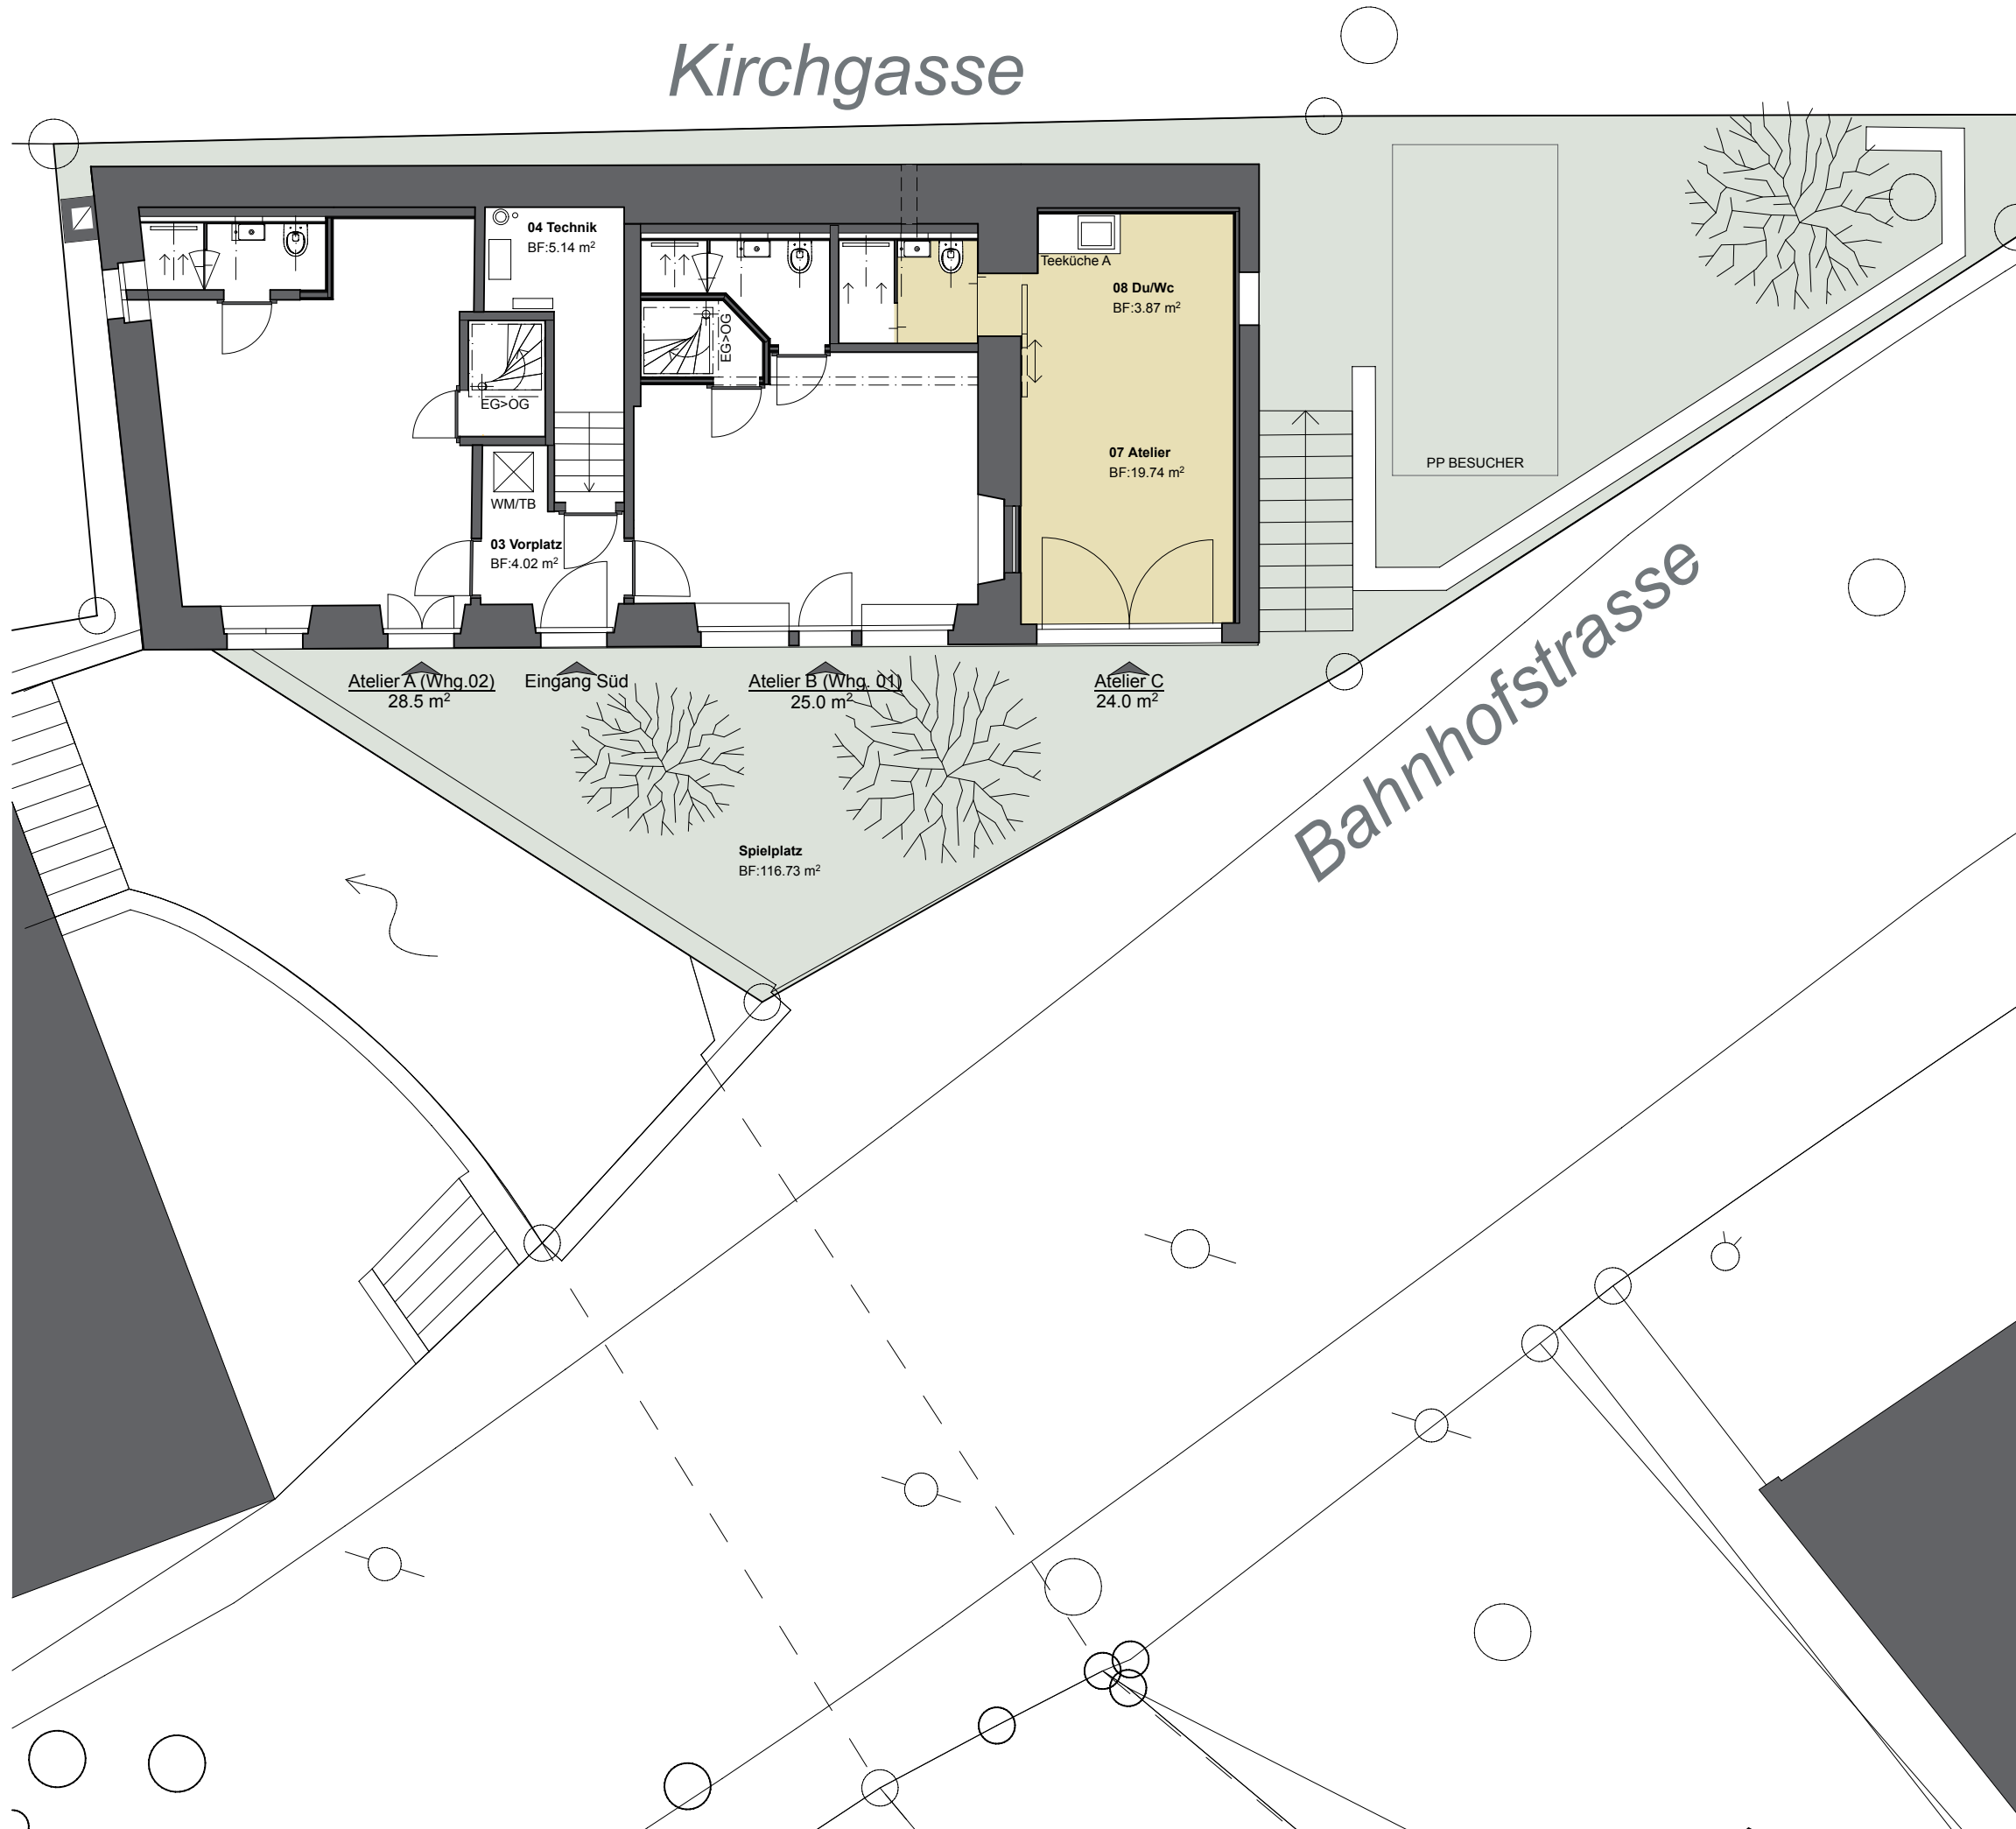 Kirchgasse
04 Technik
BF:5.14 m²
Teeküche A
08 Du/Wc
BF:3.87 m²
EG>OG
EG>OG
07 Atelier
BF:19.74 m²
PP BESUCHER
WM/TB
03 Vorplatz
BF:4.02 m²
Atelier A (Whg.02)
28.5 m²
Eingang Süd
Atelier B (Whg. 01)
25.0 m²
Atelier C
24.0 m²
Bahnhofstrasse
Spielplatz
BF:116.73 m²